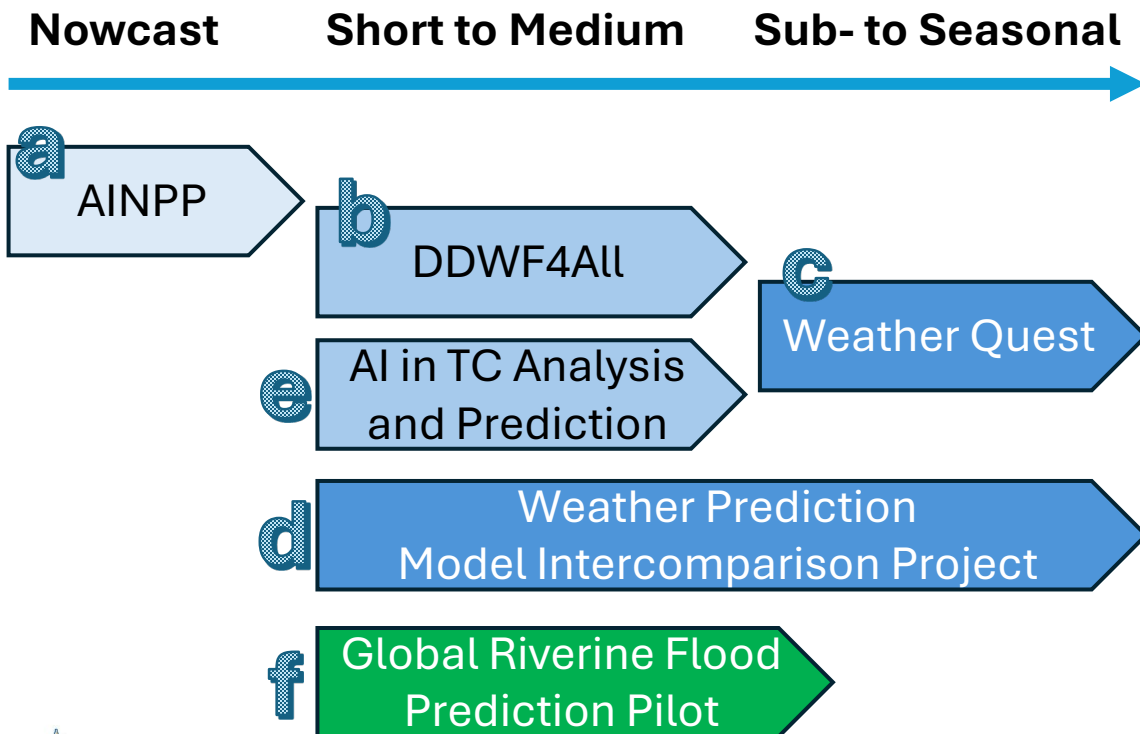 Nowcast Short to Medium Sub- to Seasonal
a
AINPP
b
DDWF4All
c
Weather Quest
e
AI in TC Analysis
and Prediction
d
Weather Prediction
Model Intercomparison Project
f
Global Riverine Flood
Prediction Pilot